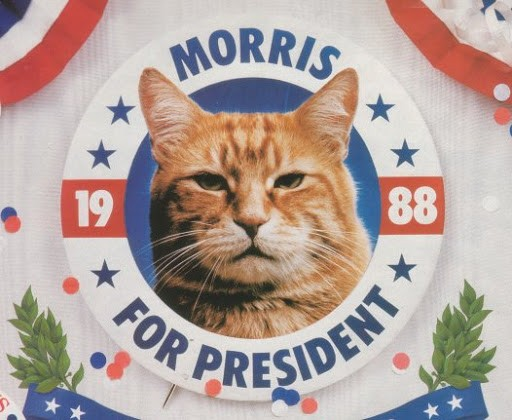 MORRIS
19 88
FOR PRESIDENT